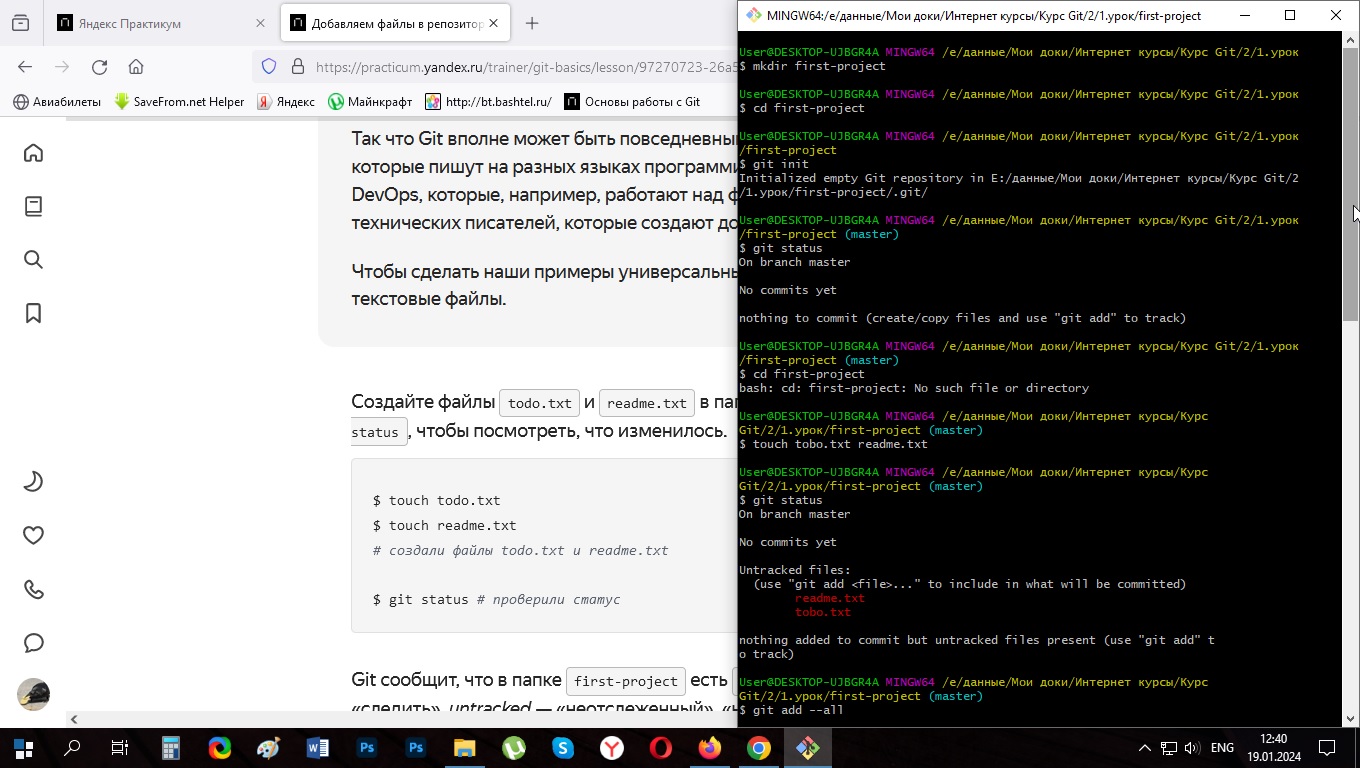 Яндекс Практикум
Добавляем файлы в репозитор
https://practicum.yandex.ru/trainer/git-basics/lesson/97270723-26a5
Авиабилеты
SaveFrom.net Helper
Яндекс
Майнкрафт
http://bt.bashtel.ru/
Основы работы с Git
Так что Git вполне может быть повседневны
которые пишут на разных языках программи
DevOps, которые, например, работают над ф
технических писателей, которые создают до
Чтобы сделать наши примеры универсальны
текстовые файлы.
Создайте файлы todo.txt и readme.txt в пап
status , чтобы посмотреть, что изменилось.
$ touch todo.txt
$ touch readme.txt
# создали файлы todo.txt и readme.txt
$ git status # проверили статус
Git сообщит, что в папке first-project есть
«следить», untracked — «неотслеженный», «н
MINGW64:/e/данные/Мои доки/Интернет курсы/Курс Git/2/1.урок/first-project
User@DESKTOP-UJBGR4A MINGW64 /e/данные/Мои доки/Интернет курсы/Курс Git/2/1.урок
$ mkdir first-project
User@DESKTOP-UJBGR4A MINGW64 /e/данные/Мои доки/Интернет курсы/Курс Git/2/1.урок
$ cd first-project
User@DESKTOP-UJBGR4A MINGW64 /e/данные/Мои доки/Интернет курсы/Курс Git/2/1.урок
/first-project
$ git init
Initialized empty Git repository in E:/данные/Мои доки/Интернет курсы/Курс Git/2
/1.урок/first-project/.git/
User@DESKTOP-UJBGR4A MINGW64 /e/данные/Мои доки/Интернет курсы/Курс Git/2/1.урок
/first-project (master)
$ git status
On branch master
No commits yet
nothing to commit (create/copy files and use "git add" to track)
User@DESKTOP-UJBGR4A MINGW64 /e/данные/Мои доки/Интернет курсы/Курс Git/2/1.урок
/first-project (master)
$ cd first-project
bash: cd: first-project: No such file or directory
User@DESKTOP-UJBGR4A MINGW64 /e/данные/Мои доки/Интернет курсы/Курс
Git/2/1.урок/first-project (master)
$ touch tobo.txt readme.txt
User@DESKTOP-UJBGR4A MINGW64 /e/данные/Мои доки/Интернет курсы/Курс
Git/2/1.урок/first-project (master)
$ git status
On branch master
No commits yet
Untracked files:
(use "git add <file>..." to include in what will be committed)
readme.txt
tobo.txt
nothing added to commit but untracked files present (use "git add" t
o track)
User@DESKTOP-UJBGR4A MINGW64 /e/данные/Мои доки/Интернет курсы/Курс
Git/2/1.урок/first-project (master)
$ git add --all
ENG
12:40
19.01.2024